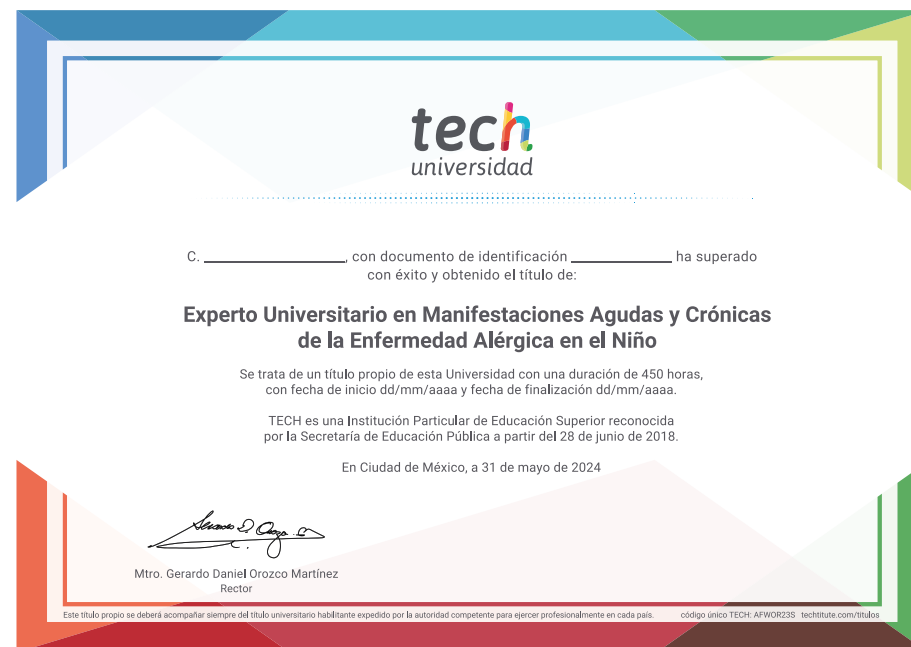 tech
universidad
C. ____________, con documento de identificación ____________ ha superado
con éxito y obtenido el título de:
Experto Universitario en Manifestaciones Agudas y Crónicas
de la Enfermedad Alérgica en el Niño
Se trata de un título propio de esta Universidad con una duración de 450 horas,
con fecha de inicio dd/mm/aaaa y fecha de finalización dd/mm/aaaa.
TECH es una Institución Particular de Educación Superior reconocida
por la Secretaría de Educación Pública a partir del 28 de junio de 2018.
En Ciudad de México, a 31 de mayo de 2024
Mtro. Gerardo Daniel Orozco Martínez
Rector
Este título propio se deberá acompañar siempre del título universitario habilitante expedido por la autoridad competente para ejercer profesionalmente en cada país. código único TECH: AFWOR23S techtitute.com/titulos